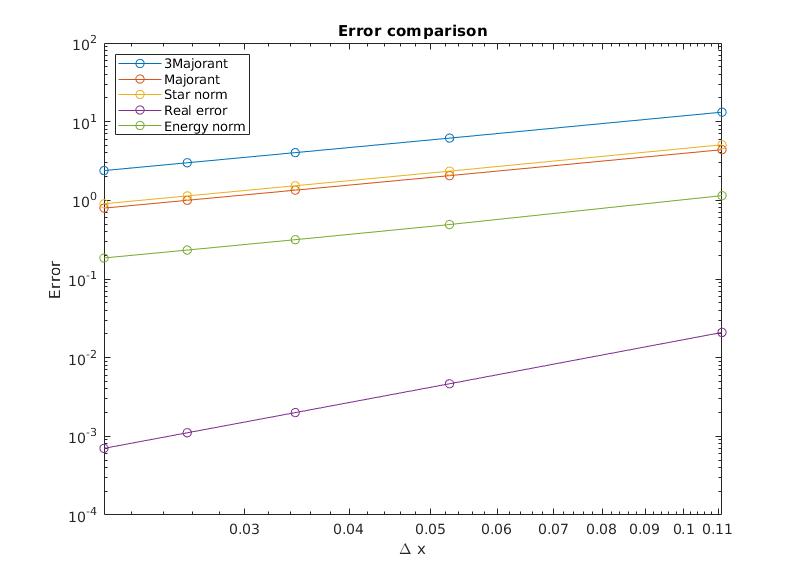 Error comparison
3Majorant
Majorant
Star norm
Real error
Energy norm
10^2
10^1
10^0
10^-1
10^-2
10^-3
10^-4
Error
0.03 0.04 0.05 0.06 0.07 0.08 0.09 0.1 0.11
Δ x